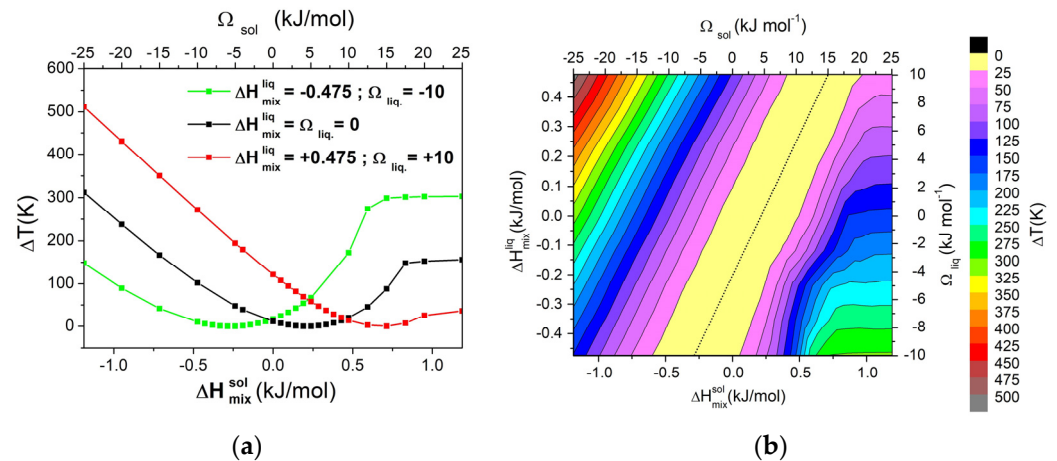 Ω sol (kJ/mol)
-25 -20 -15 -10 -5 0 5 10 15 20 25
600
500
400
300
200
100
0
ΔT(K)
ΔH liq mix = -0.475 ; Ω liq. = -10
ΔH liq mix = Ω liq. = 0
ΔH liq mix = +0.475 ; Ω liq. = +10
-1.0 -0.5 0.0 0.5 1.0
ΔH sol mix (kJ/mol)
(a)
Ω sol (kJ mol⁻¹)
-25 -20 -15 -10 -5 0 5 10 15 20 25
0.4
0.3
0.2
0.1
0.0
-0.1
-0.2
-0.3
-0.4
ΔH liq mix (kJ/mol)
10
8
6
4
2
0
-2
-4
-6
-8
-10
Ω liq (kJ mol⁻¹)
-1.0 -0.5 0.0 0.5 1.0
ΔH sol mix (kJ/mol)
(b)
0
25
50
75
100
125
150
175
200
225
250
275
300
325
350
375
400
425
450
475
500
ΔT(K)